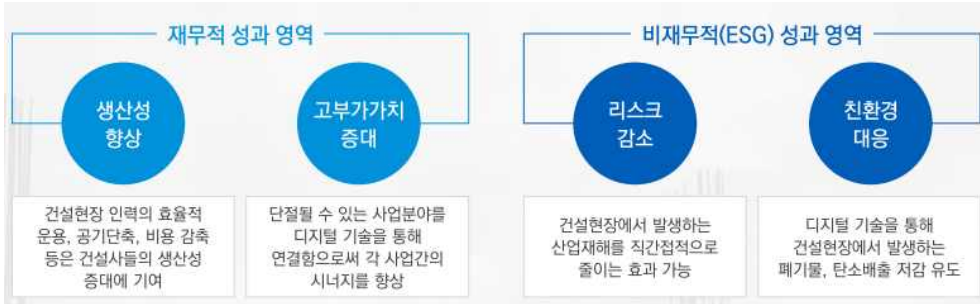 재무적 성과 영역
비재무적(ESG) 성과 영역
생산성
향상
고부가가치
증대
리스크
감소
친환경
대응
건설현장 인력의 효율적
운용, 공기단축, 비용 감축
등은 건설사들의 생산성
증대에 기여
단절될 수 있는 사업분야를
디지털 기술을 통해
연결함으로써 각 사업간의
시너지를 향상
건설현장에서 발생하는
산업재해를 직간접적으로
줄이는 효과 가능
디지털 기술을 통해
건설현장에서 발생하는
폐기물, 탄소배출 저감 유도